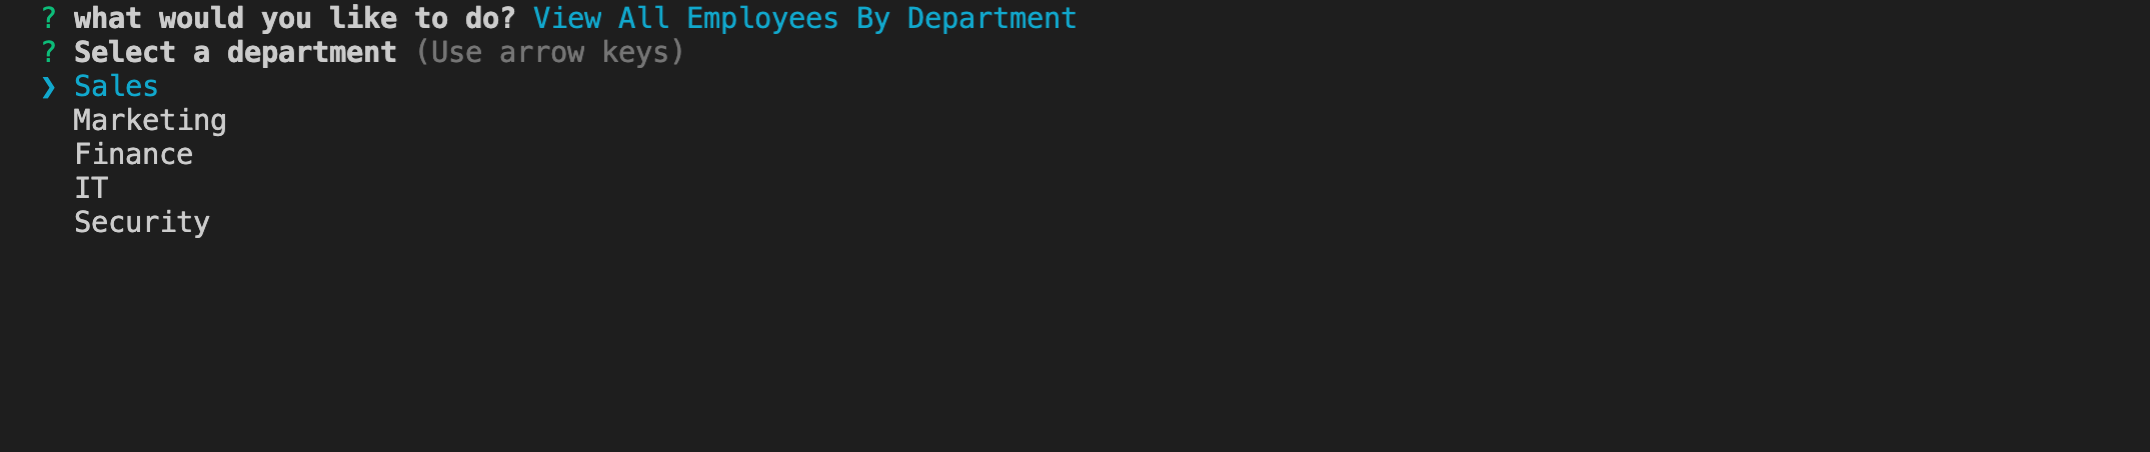 ? what would you like to do? View All Employees By Department
? Select a department (Use arrow keys)
❯ Sales
Marketing
Finance
IT
Security